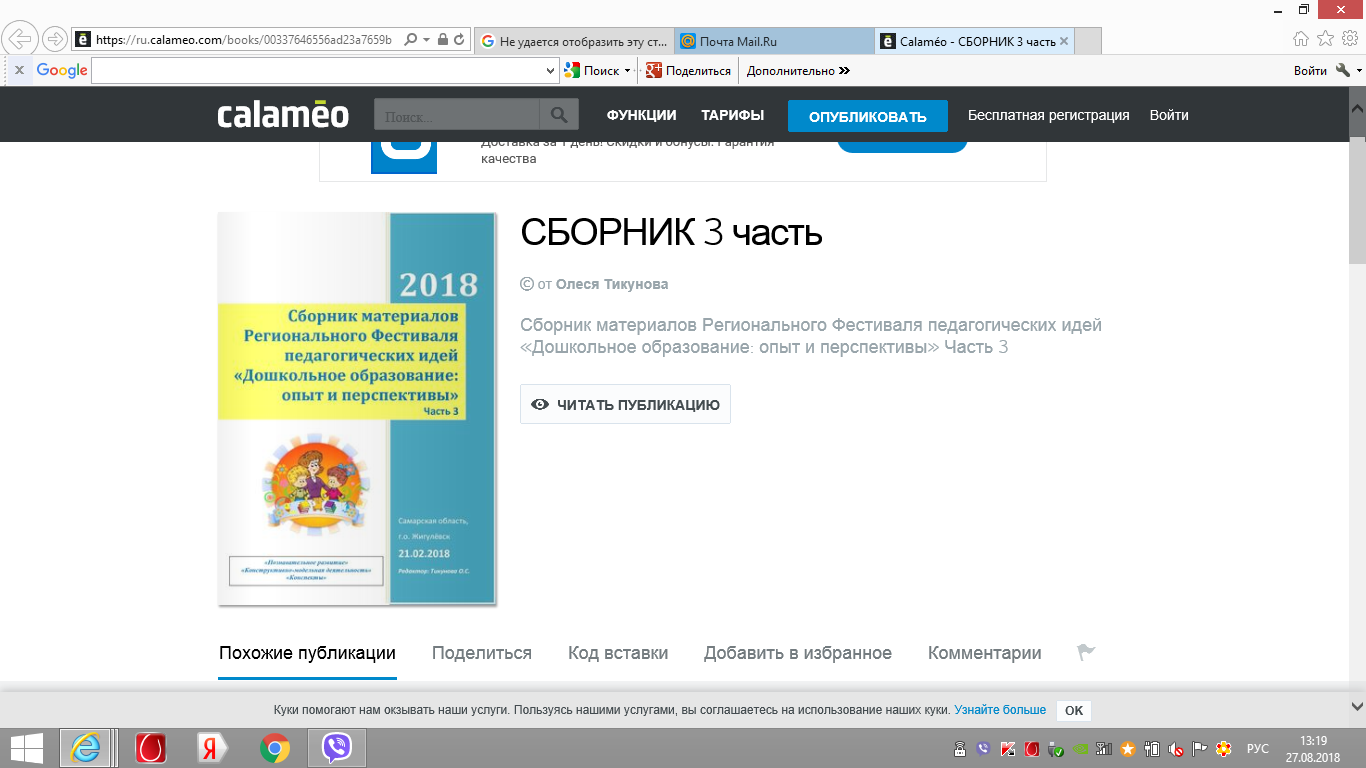 https://ru.calameo.com/books/00337646556ad23a7659b
Не удается отобразить эту ст...
Почта Mail.Ru
Calaméo - СБОРНИК 3 часть
x Google
Поиск
Поделиться
Дополнительно »
Войти
calamēo
Поиск...
ФУНКЦИИ
ТАРИФЫ
ОПУБЛИКОВАТЬ
Бесплатная регистрация
Войти
Доставка за 1 день! Скидки и бонусы. Гарантия
качества
2018
Сборник материалов
Регионального Фестиваля
педагогических идей
«Дошкольное образование:
опыт и перспективы»
Часть 3
Самарская область,
г.о. Жигулёвск
21.02.2018
Редактор: Тикунова О.С.
«Познавательное развитие»
«Конструктивно-модельная деятельность»
«Конспекты»
СБОРНИК 3 часть
© от Олеся Тикунова
Сборник материалов Регионального Фестиваля педагогических идей
«Дошкольное образование: опыт и перспективы» Часть 3
ЧИТАТЬ ПУБЛИКАЦИЮ
Похожие публикации
Поделиться
Код вставки
Добавить в избранное
Комментарии
Куки помогают нам окзывать наши услуги. Пользуясь нашими услугами, вы соглашаетесь на использование наших куки. Узнайте больше
OK
РУС
13:19
27.08.2018